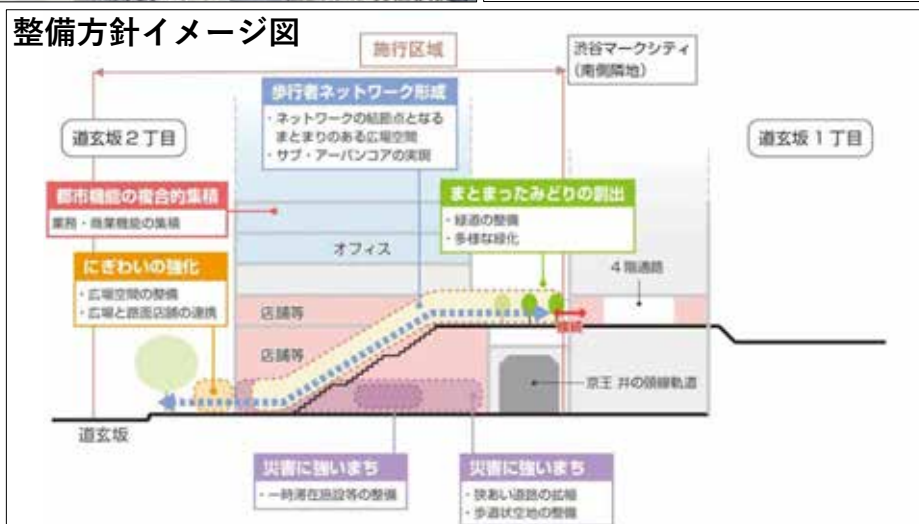 整備方針イメージ図
施行区域
渋谷マークシティ
(南側隣地)
道玄坂2丁目
歩行者ネットワーク形成
・ネットワークの結節点となる
まとまりのある広場空間
・サブ・アーバンコアの実現
道玄坂1丁目
都市機能の複合的集積
業務・商業機能の集積
まとまったみどりの創出
・緑道の整備
・多様な緑化
オフィス
にぎわいの強化
・広場空間の整備
・広場と路面店舗の連携
4階通路
店舗等
接続
店舗等
京王 井の頭線軌道
道玄坂
災害に強いまち
・一時滞在施設等の整備
災害に強いまち
・狭あい道路の拡幅
・歩道状空地の整備